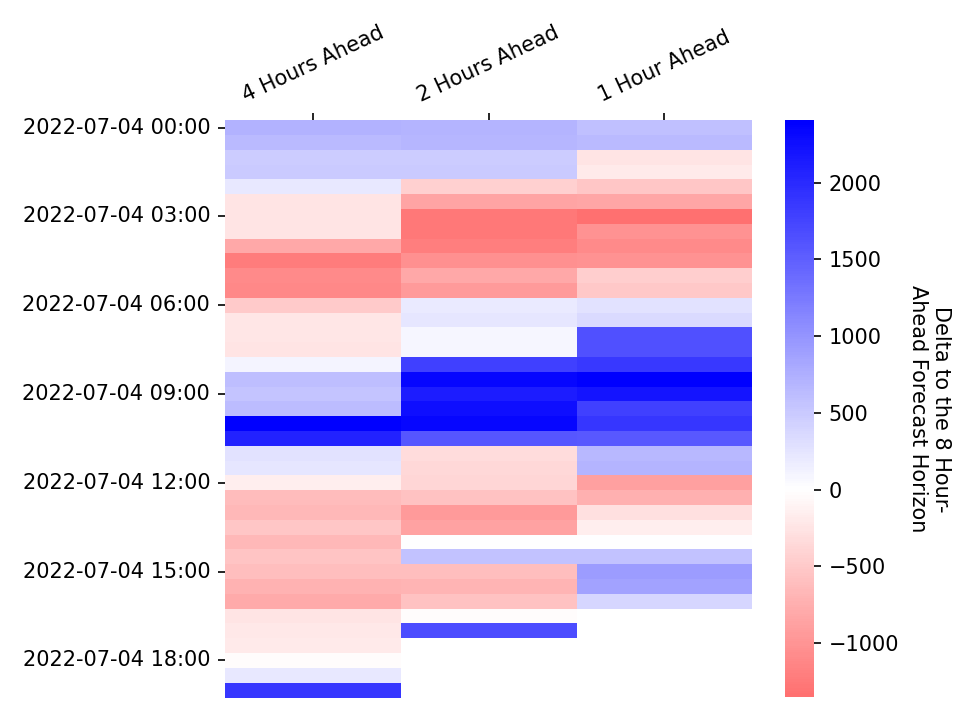 4 Hours Ahead
2 Hours Ahead
1 Hour Ahead
2022-07-04 00:00
2022-07-04 03:00
2022-07-04 06:00
2022-07-04 09:00
2022-07-04 12:00
2022-07-04 15:00
2022-07-04 18:00
2000
1500
1000
500
0
−500
−1000
Delta to the 8 Hour-
Ahead Forecast Horizon